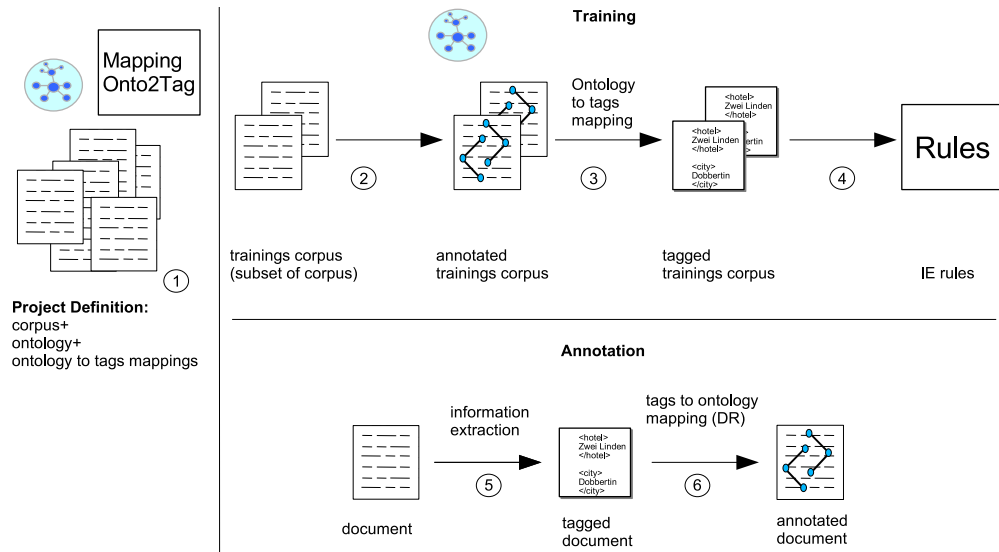 Mapping
Onto2Tag
1
Project Definition:
corpus+
ontology+
ontology to tags mappings
Training
2
Ontology
to tags
mapping
3
<hotel>
Zwei Linden
</hotel>
bertin
<hotel>
Zwei Linden
</hotel>
<city>
Dobbertin
</city>
4
Rules
trainings corpus
(subset of corpus)
annotated
trainings corpus
tagged
trainings corpus
IE rules
Annotation
information
extraction
5
<hotel>
Zwei Linden
</hotel>
<city>
Dobbertin
</city>
tags to ontology
mapping (DR)
6
document
tagged
document
annotated
document